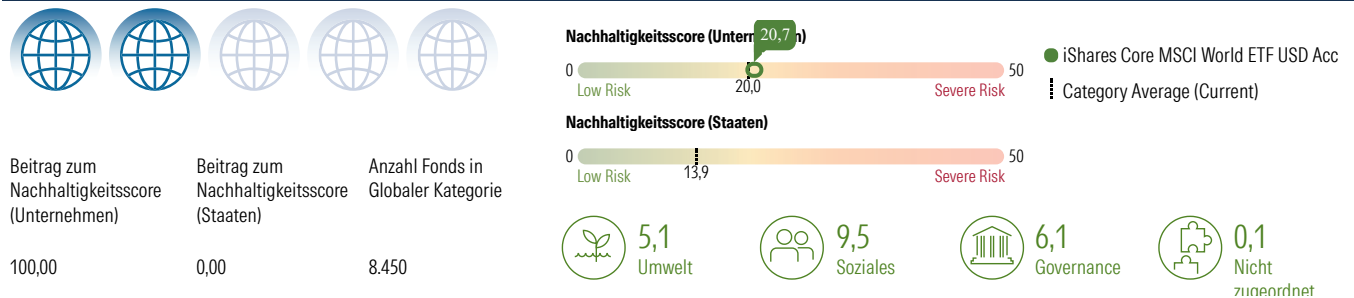 Beitrag zum
Nachhaltigkeitsscore
(Unternehmen)
100,00
Beitrag zum
Nachhaltigkeitsscore
(Staaten)
0,00
Anzahl Fonds in
Globaler Kategorie
8.450
Nachhaltigkeitsscore (Untern en)
20,7
0
50
Low Risk
20,0
Severe Risk
Nachhaltigkeitsscore (Staaten)
0
50
Low Risk
13,9
Severe Risk
iShares Core MSCI World ETF USD Acc
Category Average (Current)
5,1
Umwelt
9,5
Soziales
6,1
Governance
0,1
Nicht
zugeordnet